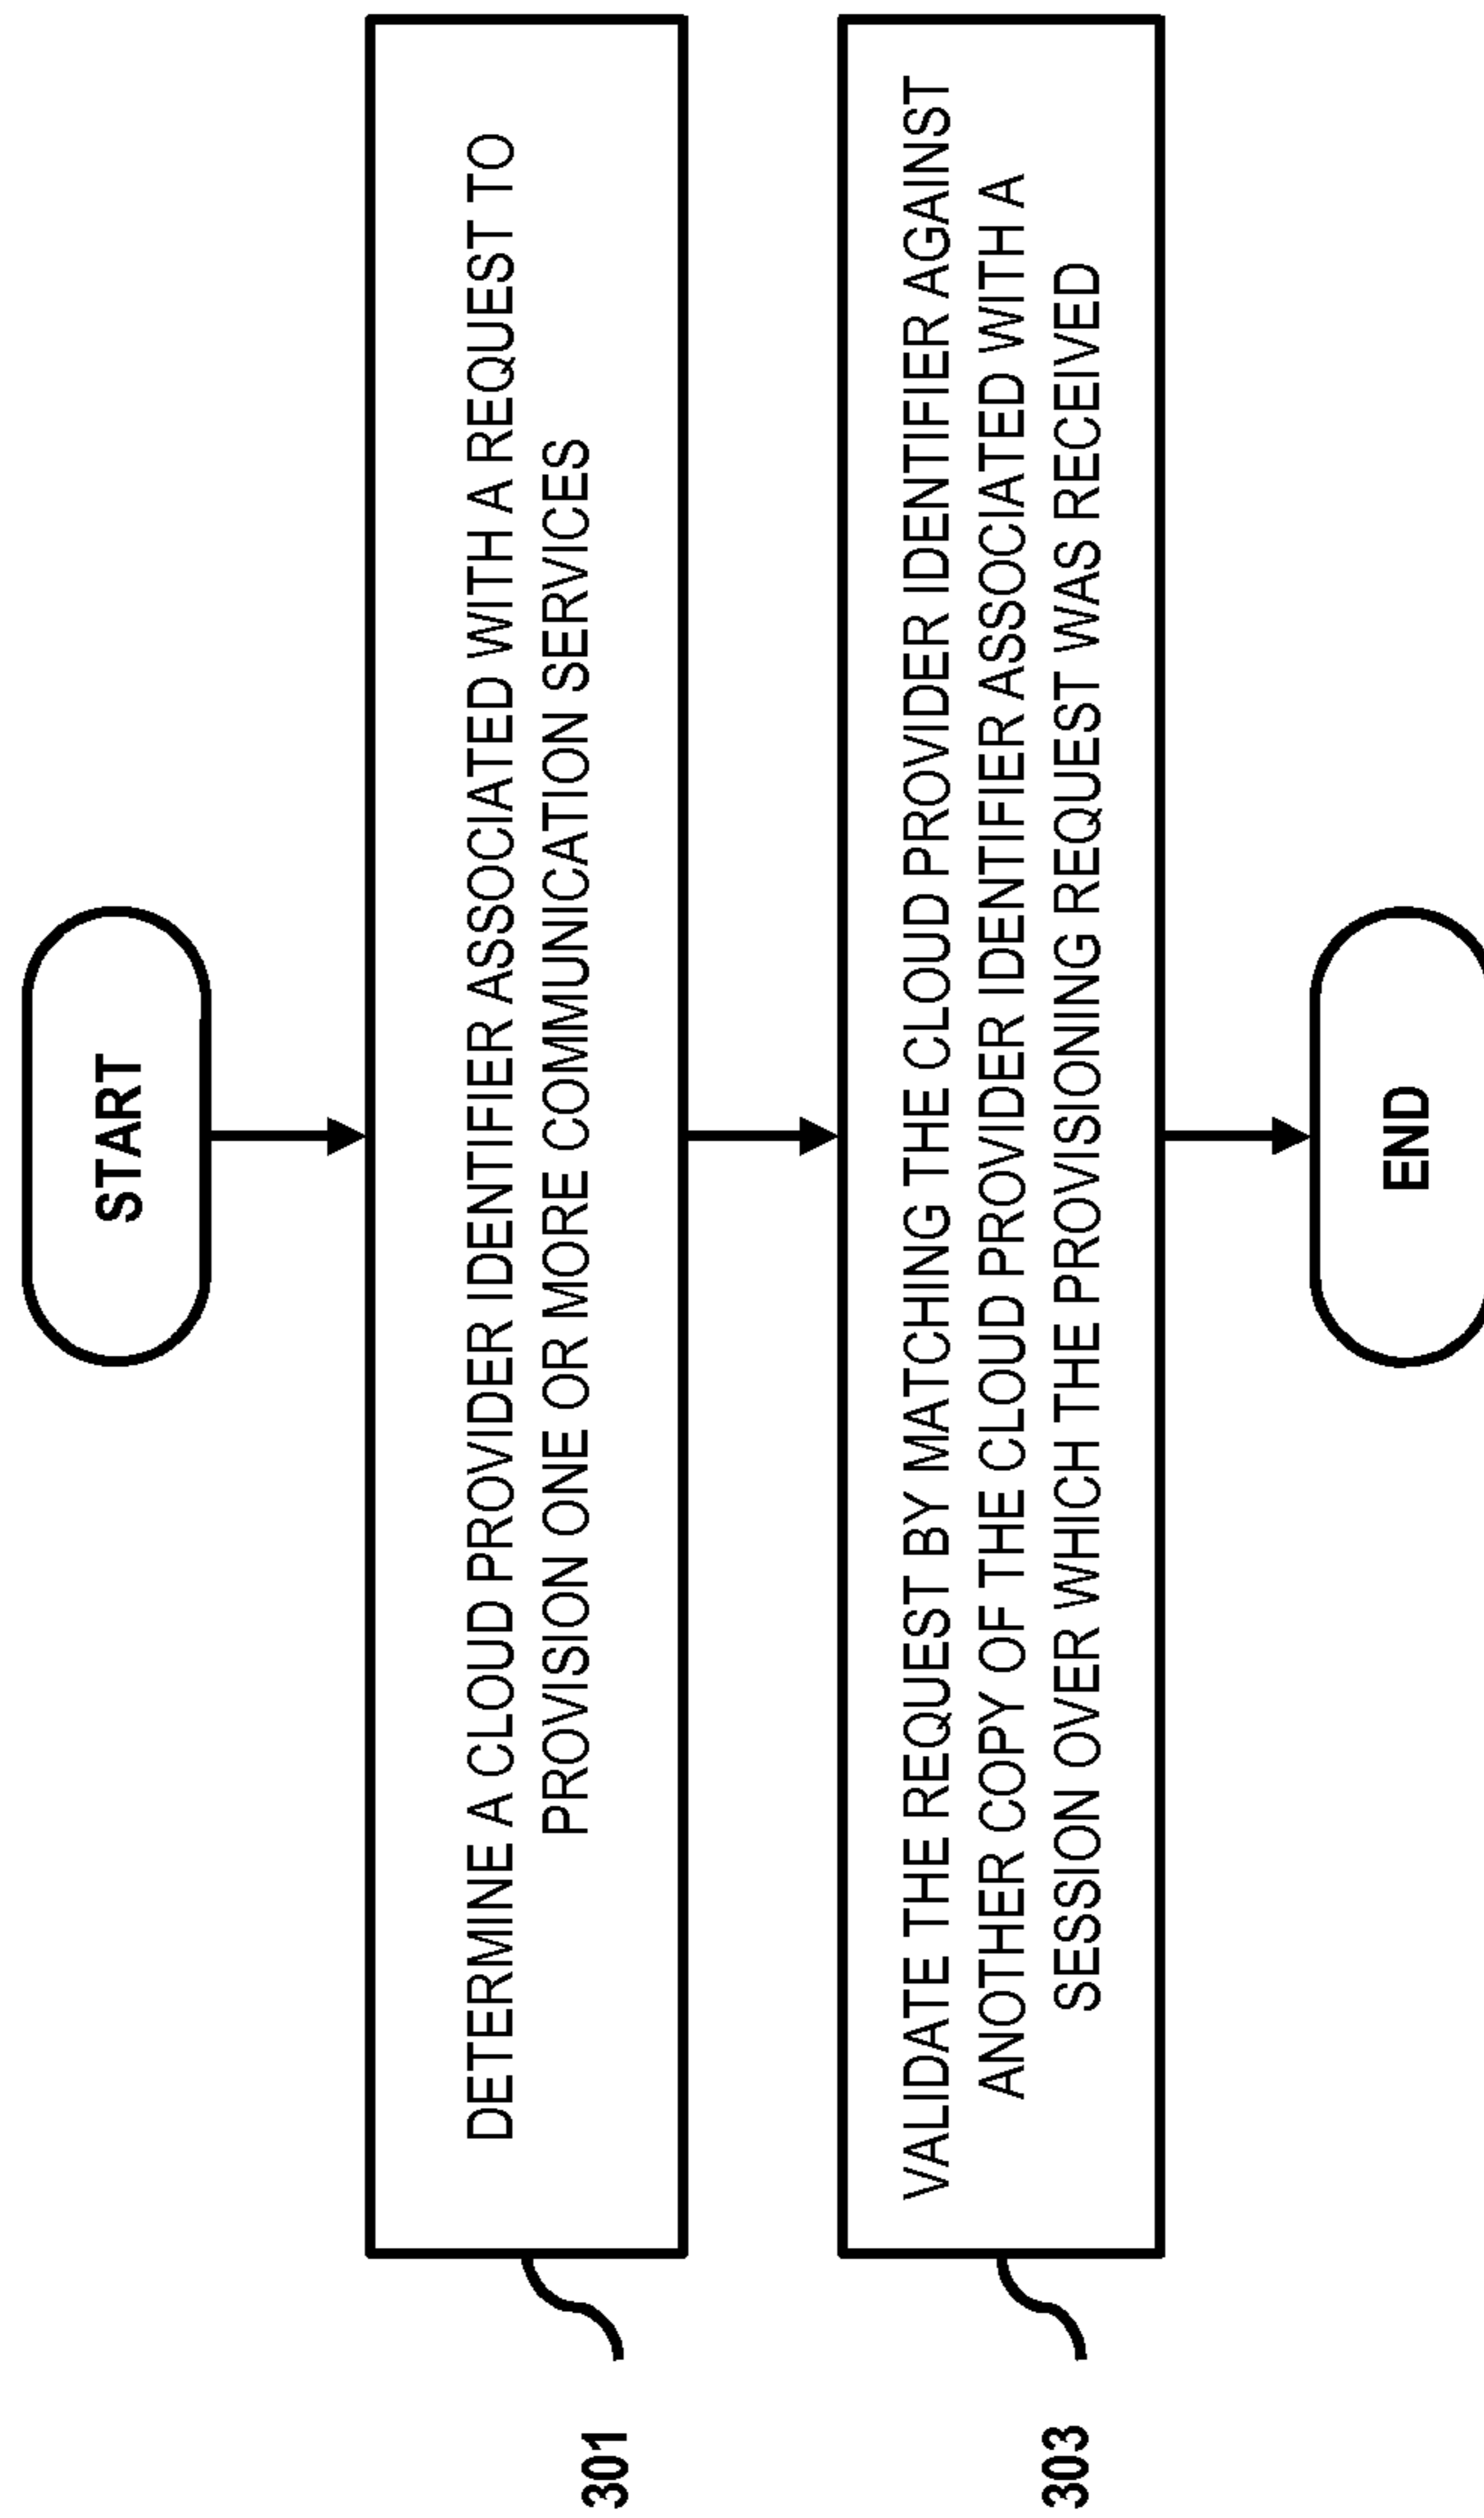 START
301
DETERMINE A CLOUD PROVIDER IDENTIFIER ASSOCIATED WITH A REQUEST TO
PROVISION ONE OR MORE COMMUNICATION SERVICES
303
VALIDATE THE REQUEST BY MATCHING THE CLOUD PROVIDER IDENTIFIER AGAINST
ANOTHER COPY OF THE CLOUD PROVIDER IDENTIFIER ASSOCIATED WITH A
SESSION OVER WHICH THE PROVISIONING REQUEST WAS RECEIVED
END